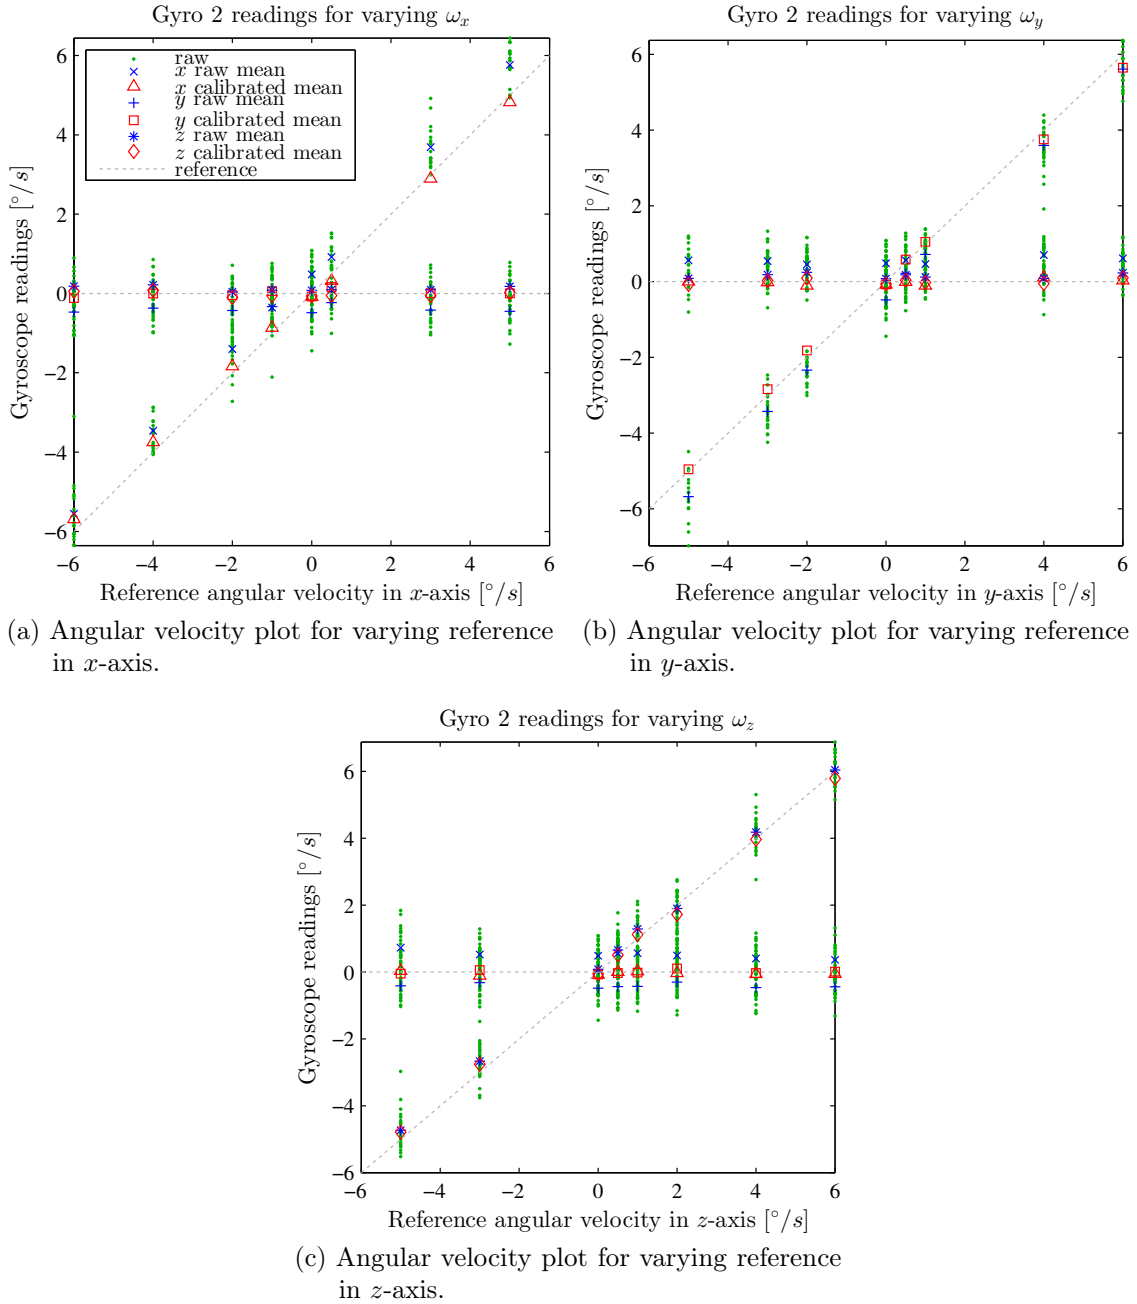 Gyro 2 readings for varying ωx
6
4
2
0
−2
−4
−6
Gyroscope readings [°/s]
raw
x raw mean
x calibrated mean
y raw mean
y calibrated mean
z raw mean
z calibrated mean
reference
−6 −4 −2 0 2 4 6
Reference angular velocity in x-axis [°/s]
(a) Angular velocity plot for varying reference
in x-axis.
Gyro 2 readings for varying ωy
6
4
2
0
−2
−4
−6
Gyroscope readings [°/s]
−6 −4 −2 0 2 4 6
Reference angular velocity in y-axis [°/s]
(b) Angular velocity plot for varying reference
in y-axis.
Gyro 2 readings for varying ωz
6
4
2
0
−2
−4
−6
Gyroscope readings [°/s]
−6 −4 −2 0 2 4 6
Reference angular velocity in z-axis [°/s]
(c) Angular velocity plot for varying reference
in z-axis.